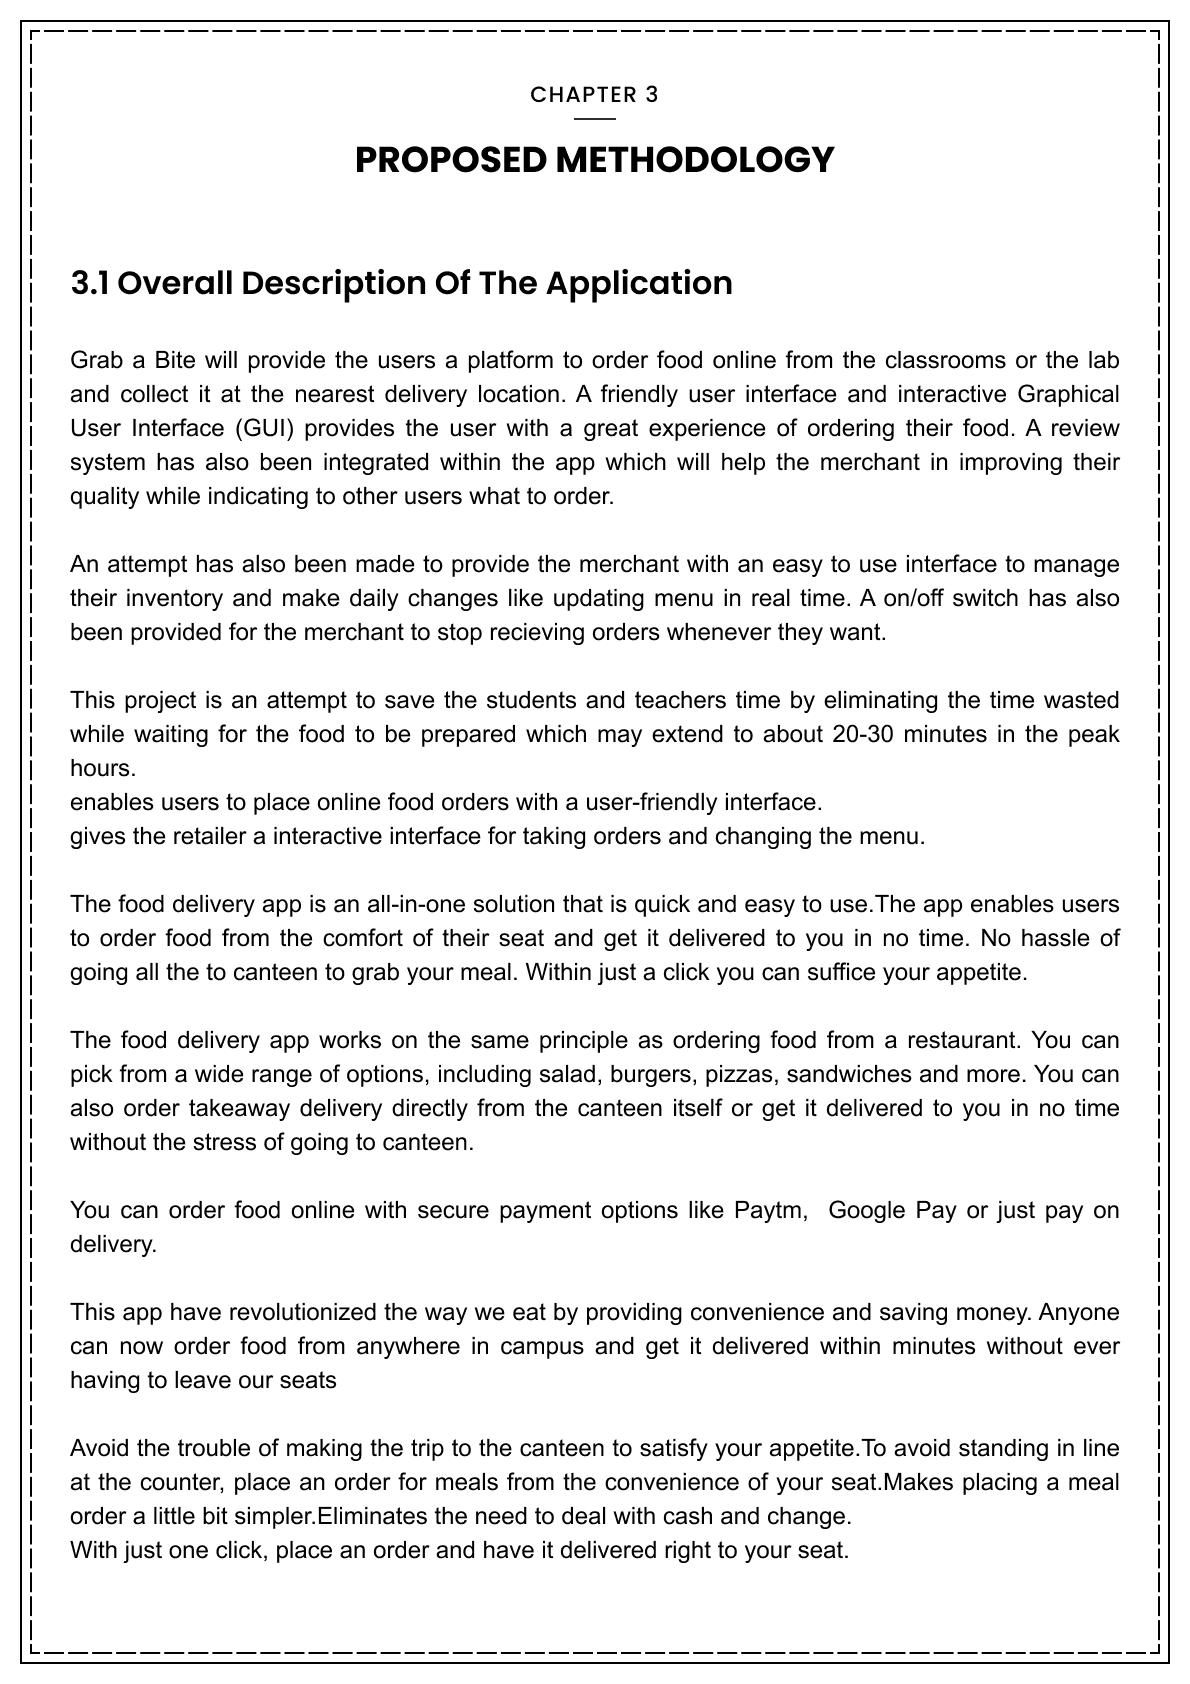 CHAPTER 3
PROPOSED METHODOLOGY
3.1 Overall Description Of The Application
Grab a Bite will provide the users a platform to order food online from the classrooms or the lab
and collect it at the nearest delivery location. A friendly user interface and interactive Graphical
User Interface (GUI) provides the user with a great experience of ordering their food. A review
system has also been integrated within the app which will help the merchant in improving their
quality while indicating to other users what to order.
An attempt has also been made to provide the merchant with an easy to use interface to manage
their inventory and make daily changes like updating menu in real time. A on/off switch has also
been provided for the merchant to stop recieving orders whenever they want.
This project is an attempt to save the students and teachers time by eliminating the time wasted
while waiting for the food to be prepared which may extend to about 20-30 minutes in the peak
hours.
enables users to place online food orders with a user-friendly interface.
gives the retailer a interactive interface for taking orders and changing the menu.
The food delivery app is an all-in-one solution that is quick and easy to use.The app enables users
to order food from the comfort of their seat and get it delivered to you in no time. No hassle of
going all the to canteen to grab your meal. Within just a click you can suffice your appetite.
The food delivery app works on the same principle as ordering food from a restaurant. You can
pick from a wide range of options, including salad, burgers, pizzas, sandwiches and more. You can
also order takeaway delivery directly from the canteen itself or get it delivered to you in no time
without the stress of going to canteen.
You can order food online with secure payment options like Paytm,  Google Pay or just pay on
delivery.
This app have revolutionized the way we eat by providing convenience and saving money. Anyone
can now order food from anywhere in campus and get it delivered within minutes without ever
having to leave our seats
Avoid the trouble of making the trip to the canteen to satisfy your appetite.To avoid standing in line
at the counter, place an order for meals from the convenience of your seat.Makes placing a meal
order a little bit simpler.Eliminates the need to deal with cash and change.
With just one click, place an order and have it delivered right to your seat.